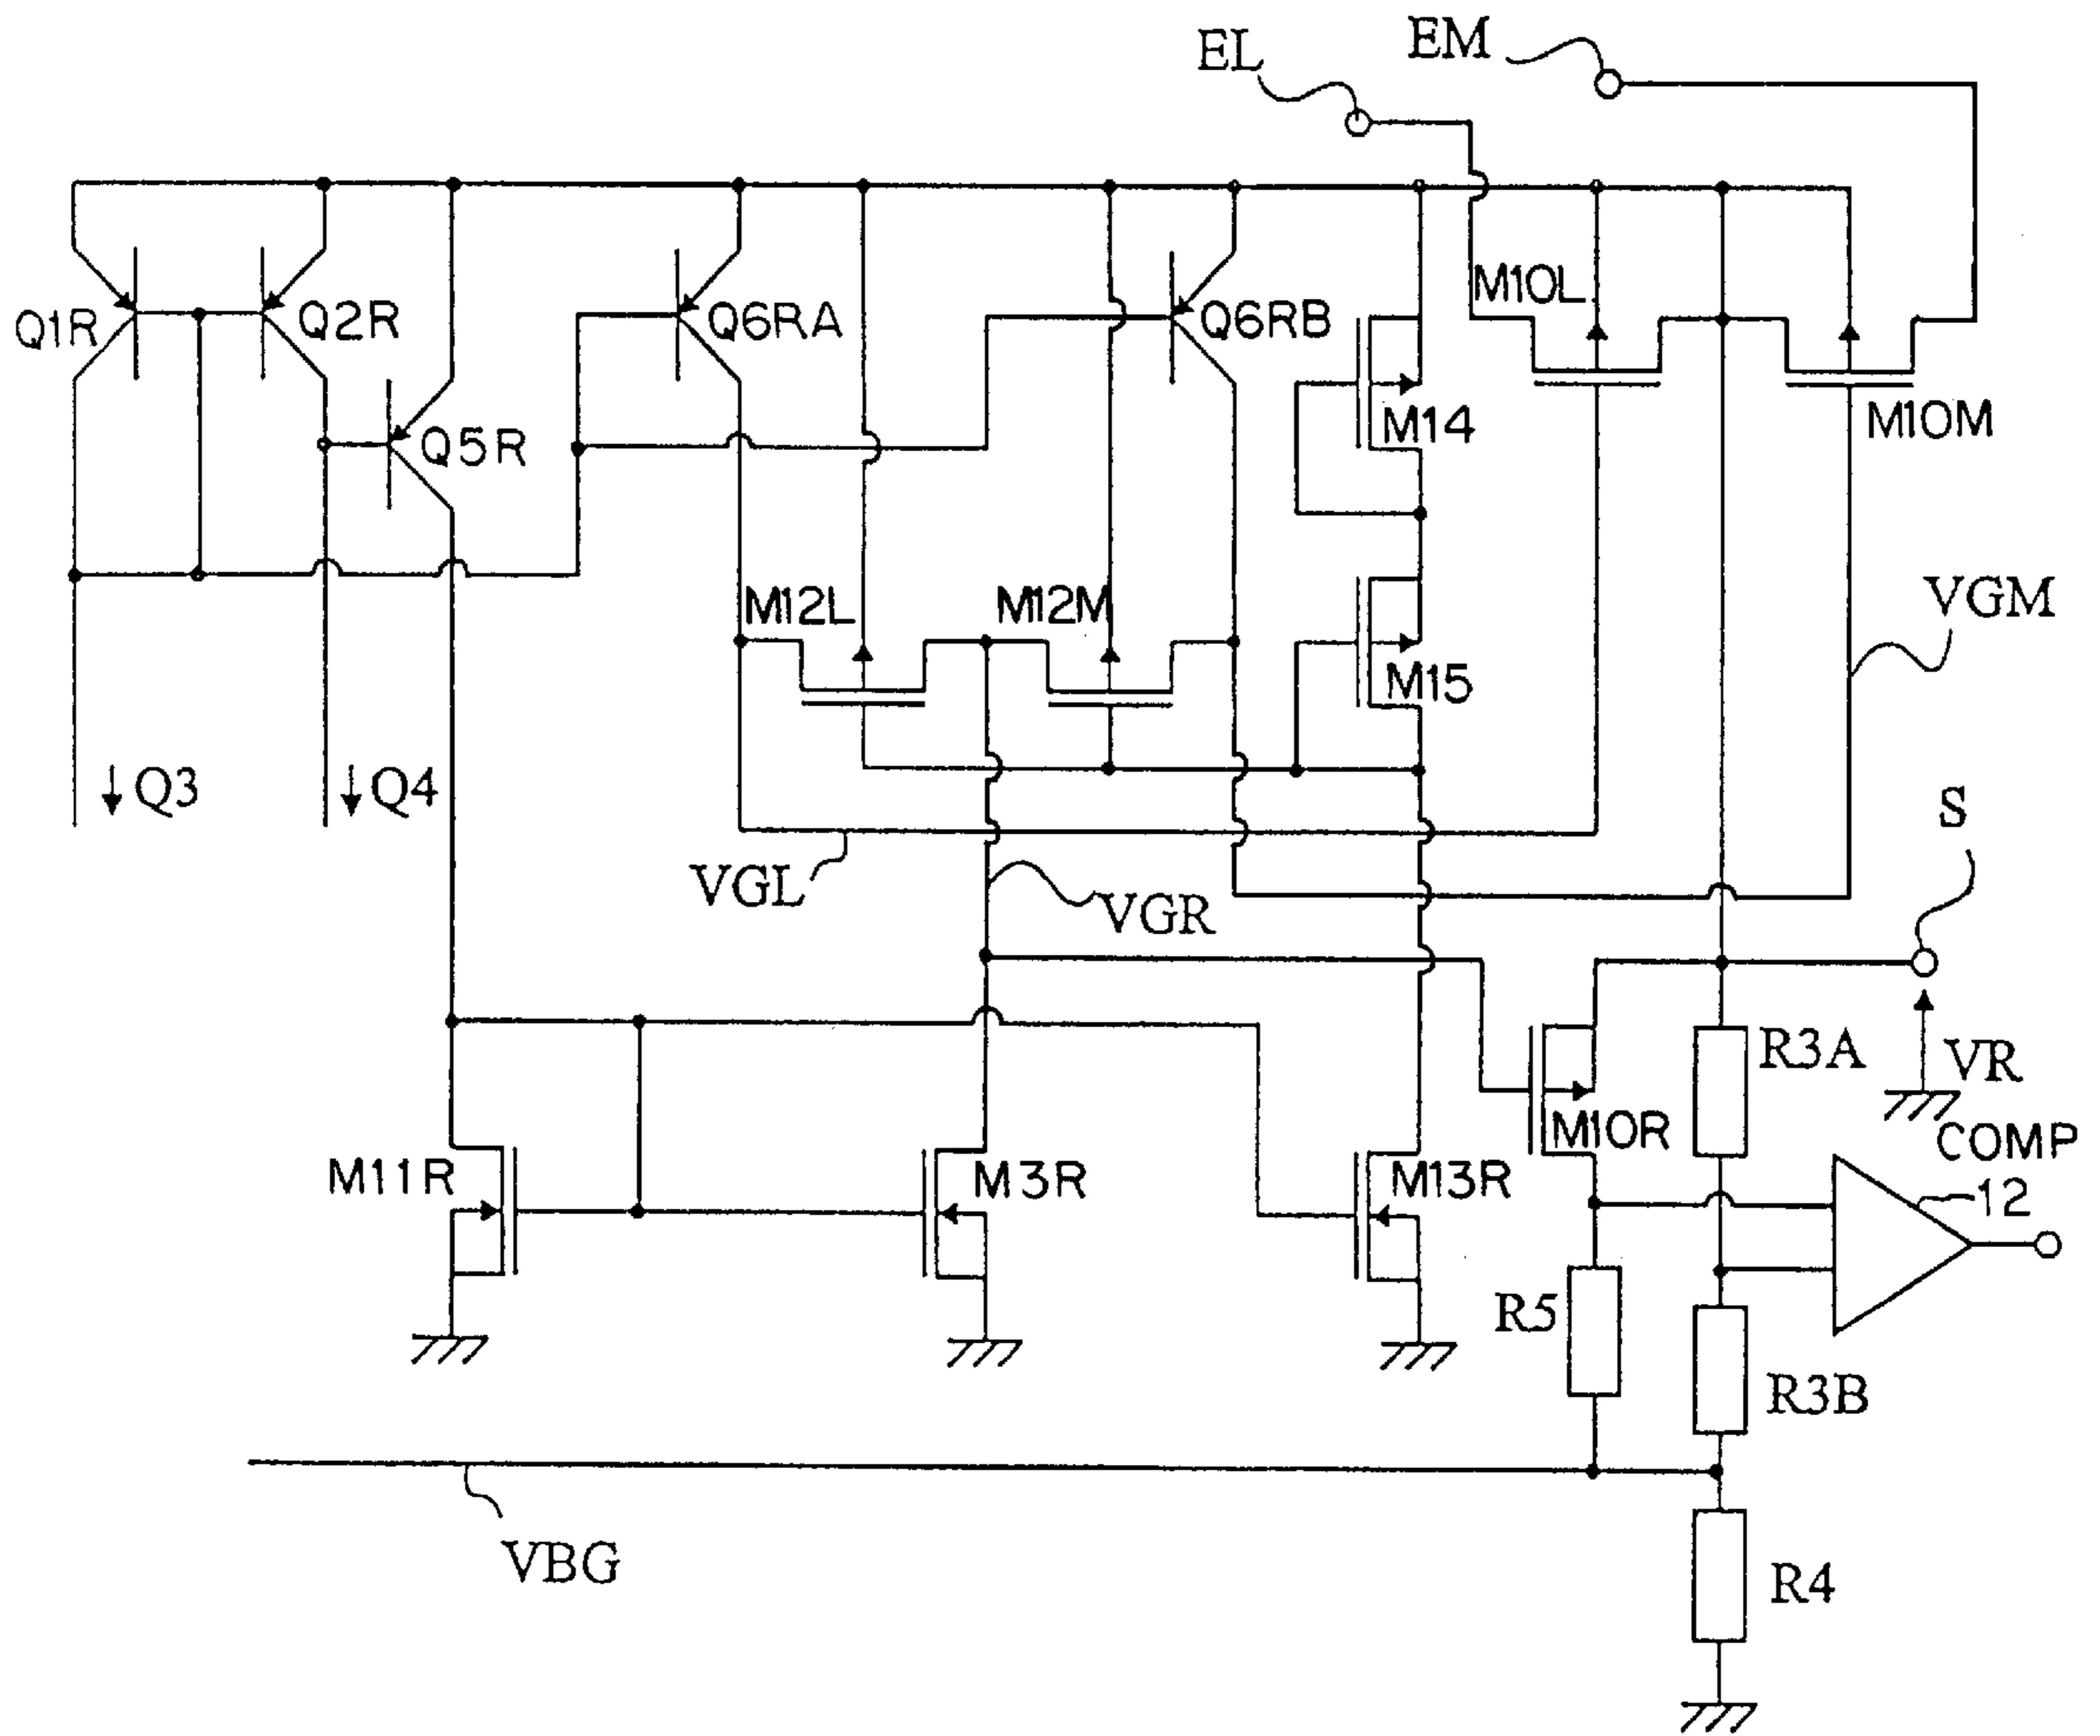 EM
EL
Q1R
Q2R
Q6RA
Q6RB
M10L
Q5R
M14
M10M
M12L
M12M
VGM
M15
Q3
Q4
S
VGL
VGR
R3A
VR
M10R
COMP
M11R
M3R
M13R
12
R5
R3B
VBG
R4